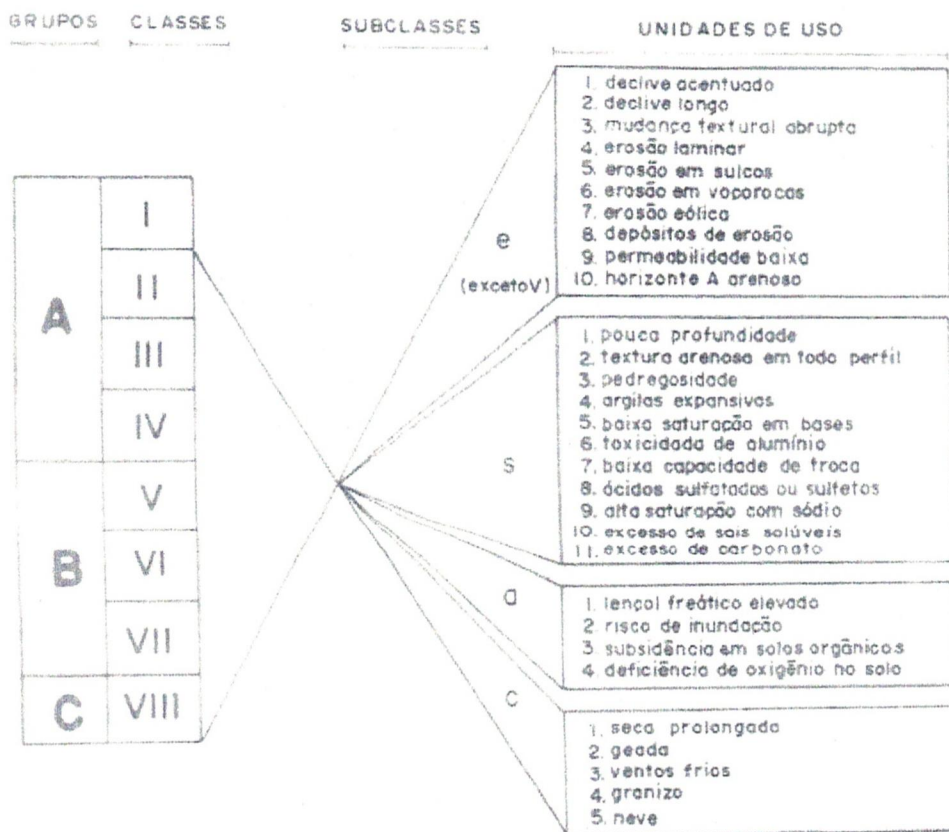 GRUPOS CLASSES SUBCLASSES UNIDADES DE USO
A
B
C
I
II
III
IV
V
VI
VII
VIII
e
(excetoV)
1. declive acentuado
2. declive longo
3. mudança textural abrupta
4. erosão laminar
5. erosão em sulcos
6. erosão em voporocas
7. erosão eólica
8. depósitos de erosão
9. permeabilidade baixa
10. horizonte A arenoso
s
1. pouca profundidade
2. textura arenosa em todo perfil
3. pedregosidade
4. argilas expansivas
5. baixa saturação em bases
6. toxicidada de alumínio
7. baixa capacidade de troca
8. ácidos sulfatados ou sulfetos
9. alta saturação com sódio
10. excesso de sais solúveis
11. excesso de carbonato
a
1. lençol freático elevado
2. risco de inundação
3. subsidência em solos orgânicos
4. deficiência de oxigênio no solo
c
1. seca prolongada
2. geada
3. ventos frios
4. granizo
5. neve